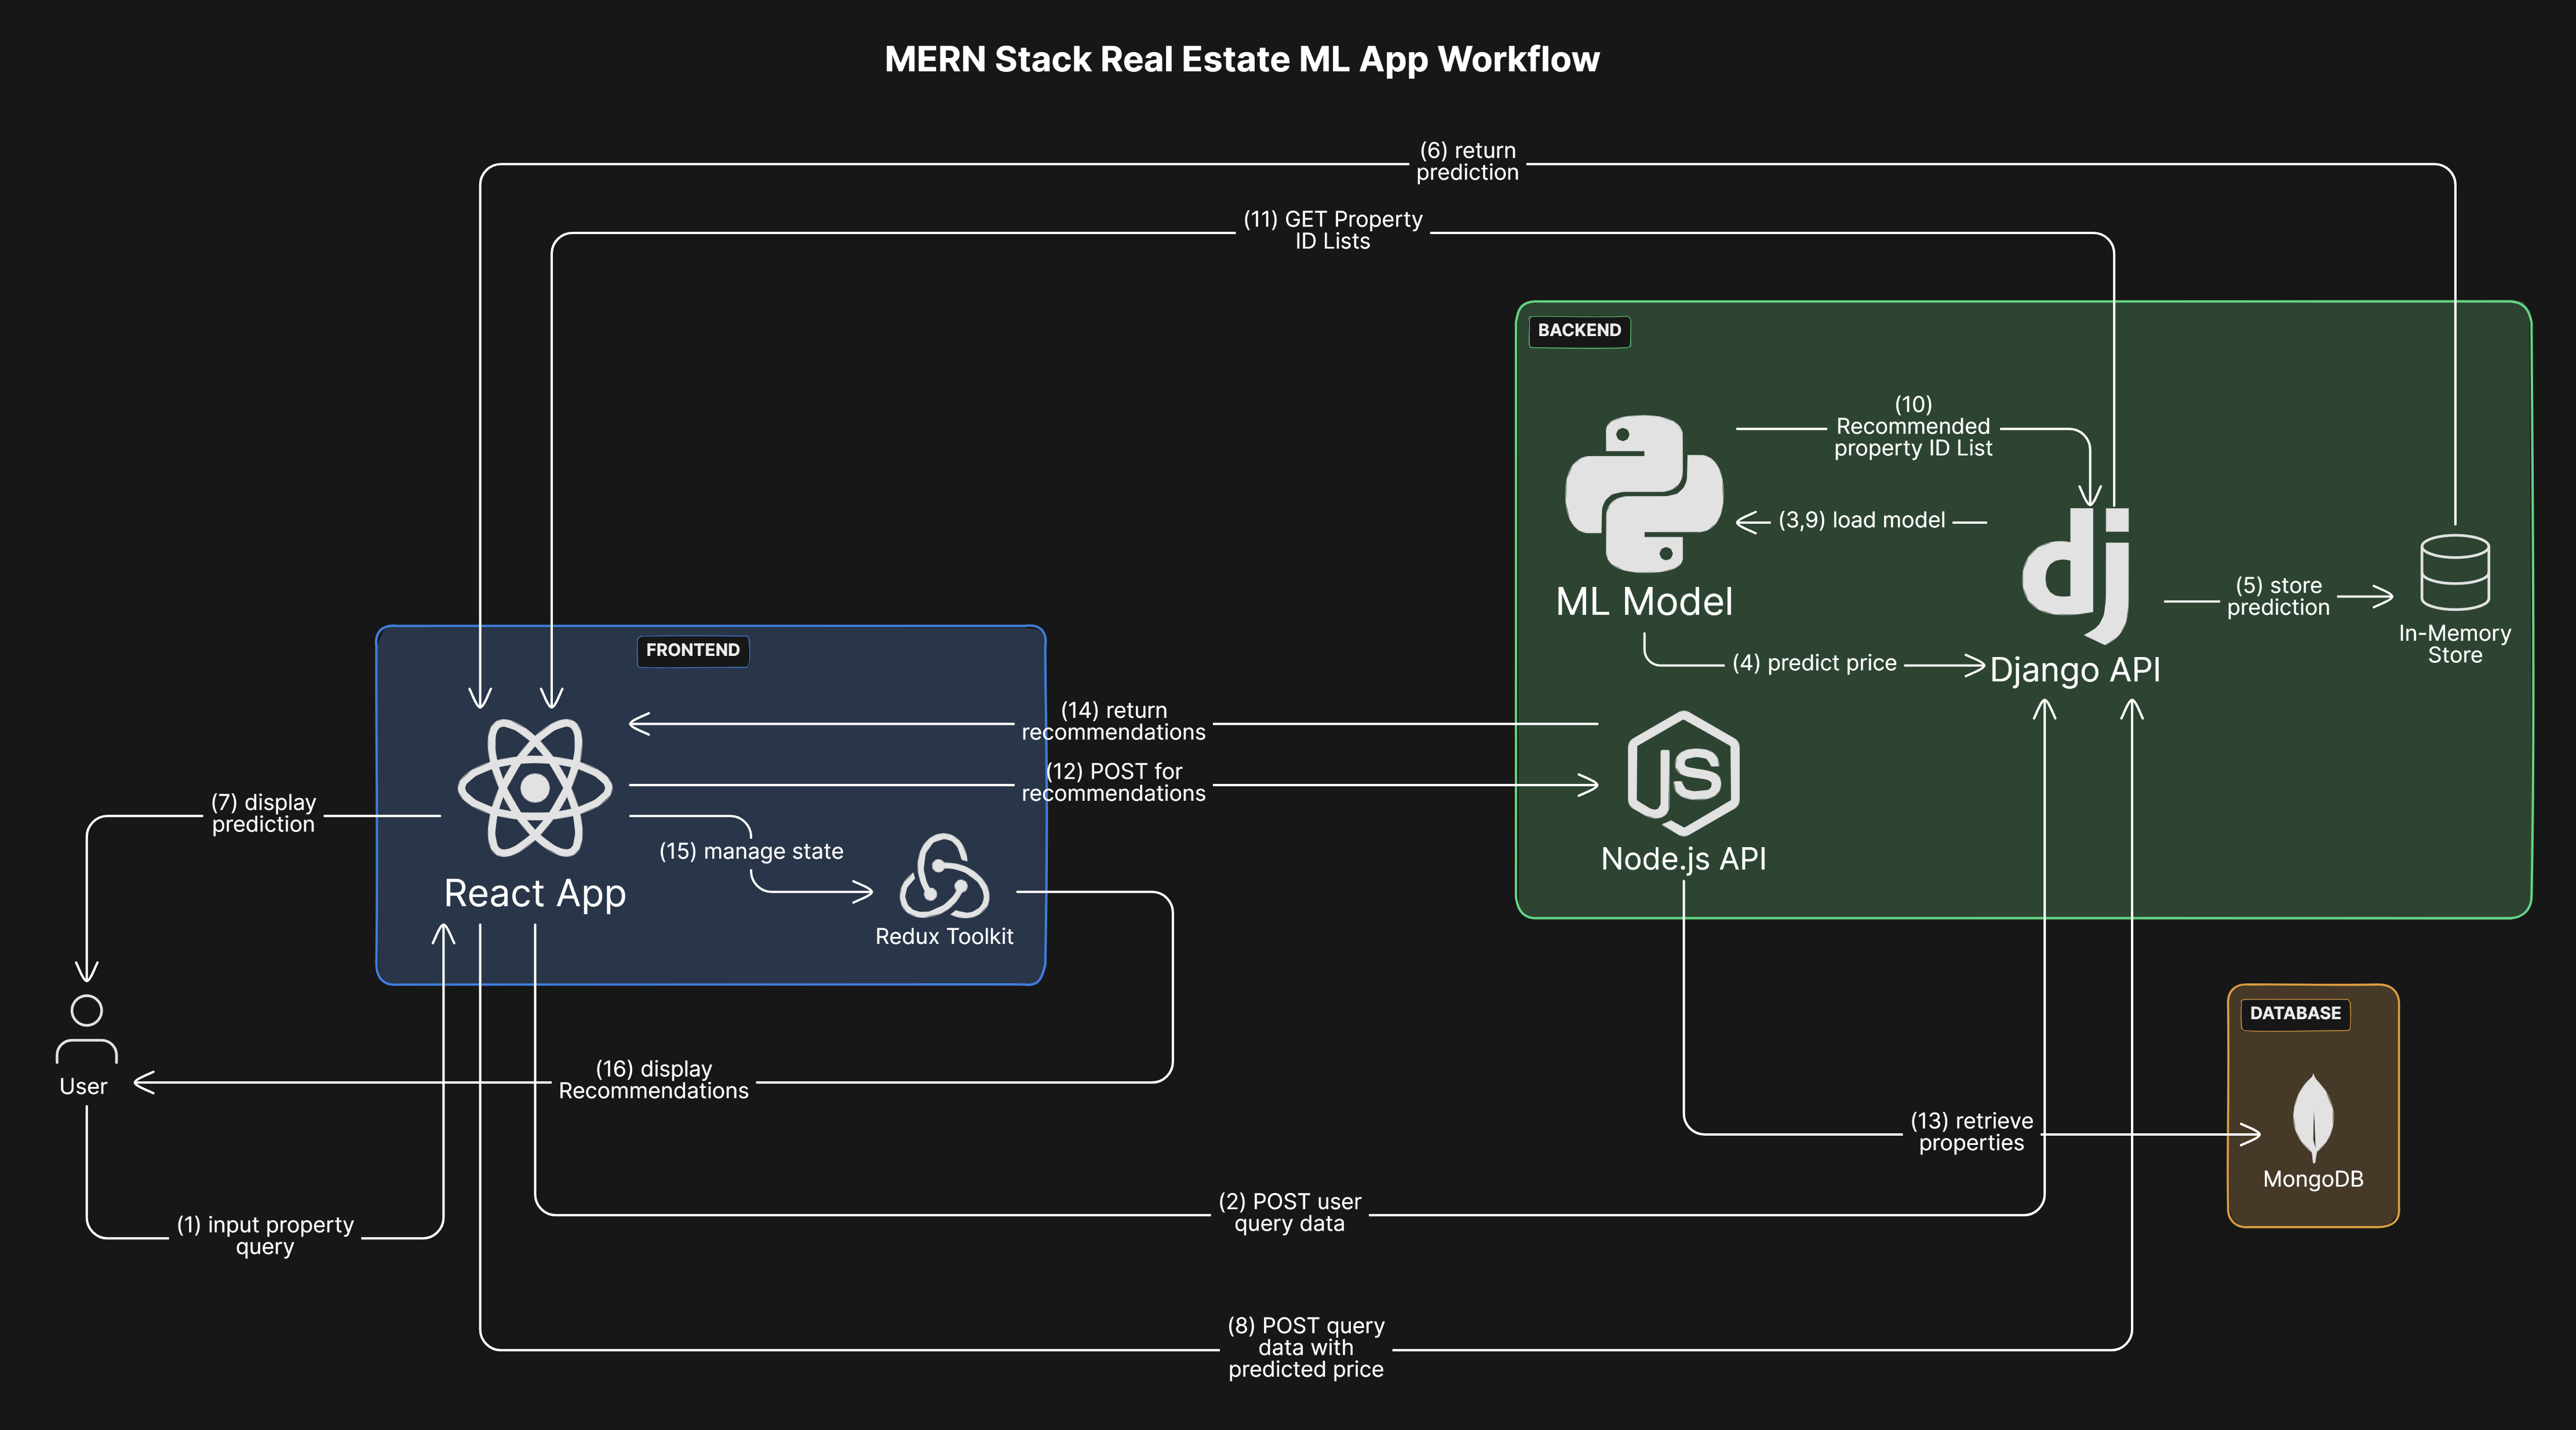 MERN Stack Real Estate ML App Workflow
(6) return
prediction
(11) GET Property
ID Lists
BACKEND
(10)
Recommended
property ID List
(3,9) load model
ML Model
(4) predict price
dj
Django API
(5) store
prediction
In-Memory
Store
FRONTEND
(14) return
recommendations
(12) POST for
recommendations
JS
Node.js API
(7) display
prediction
(15) manage state
React App
Redux Toolkit
User
(16) display
Recommendations
DATABASE
MongoDB
(13) retrieve
properties
(2) POST user
query data
(1) input property
query
(8) POST query
data with
predicted price